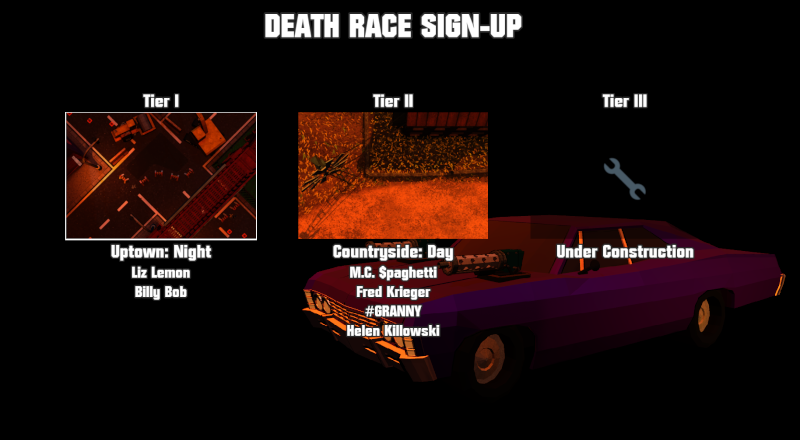 DEATH RACE SIGN-UP
Tier I
Uptown: Night
Liz Lemon
Billy Bob
Tier II
Countryside: Day
M.C. $paghetti
Fred Krieger
#GRANNY
Helen Killowski
Tier III
Under Construction